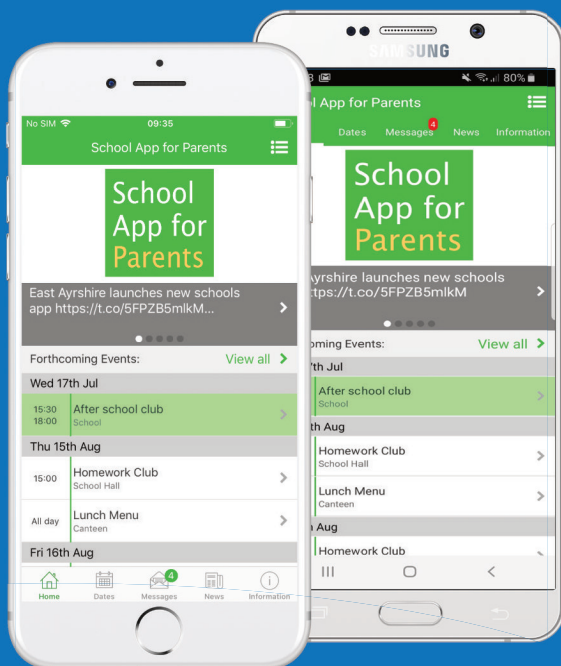 No SIM 09:35
School App for Parents
School
App for
Parents
East Ayrshire launches new schools
app https://t.co/5FPZB5mlkM...
Forthcoming Events:
View all
Wed 17th Jul
15:30
18:00
After school club
School
Thu 15th Aug
15:00
Homework Club
School Hall
All day
Lunch Menu
Canteen
Fri 16th Aug
4
Home Dates Messages News Information
SAMSUNG
80%
App for Parents
4
Dates Messages News Information
School
App for
Parents
yrshire launches new schools
tps://t.co/5FPZB5mlkM
oming Events:
View all
th Jul
After school club
School
th Aug
Homework Club
School Hall
Lunch Menu
Canteen
Aug
Homework Club